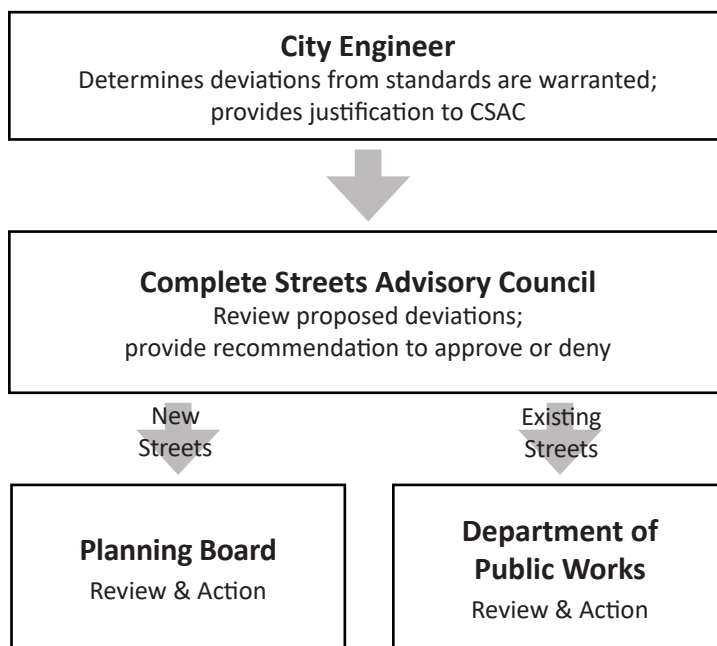 City Engineer
Determines deviations from standards are warranted;
provides justification to CSAC
Complete Streets Advisory Council
Review proposed deviations;
provide recommendation to approve or deny
New
Streets
Existing
Streets
Planning Board
Review & Action
Department of
Public Works
Review & Action